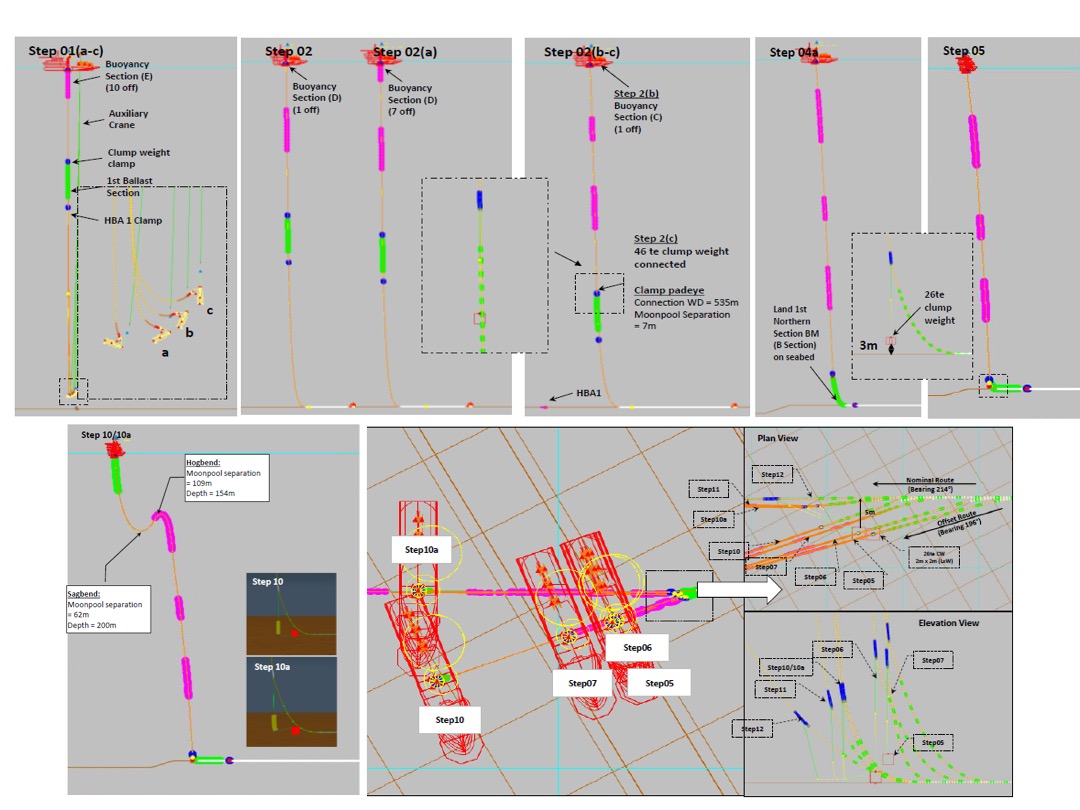 Step 01(a-c)
Buoyancy
Section (E)
(10 off)
Auxiliary
Crane
Clump weight
clamp
1st Ballast
Section
HBA 1 Clamp
c
b
a
Step 02
Step 02(a)
Buoyancy
Section (D)
(1 off)
Buoyancy
Section (D)
(7 off)
Step 02(b-c)
Step 2(b)
Buoyancy
Section (C)
(1 off)
Step 2(c)
46 te clump weight
connected
Clamp padeye
Connection WD = 535m
Moonpool Separation
= 7m
HBA1
Step 04a
Land 1st
Northern
Section BM
(B Section)
on seabed
26te
clump
weight
3m
Step 05
Step 10/10a
Hogbend:
Moonpool separation
= 109m
Depth = 154m
Sagbend:
Moonpool separation
= 62m
Depth = 200m
Step 10
Step 10a
Step10a
Step06
Step07
Step05
Step10
Plan View
Step12
Step11
Step10a
Step10
Step07
Step06
Step05
Nominal Route
(Bearing 214°)
5m
Offset Route
(Bearing 196°)
26te CW
2m x 2m (LxW)
Elevation View
Step06
Step07
Step10/10a
Step11
Step12
Step05